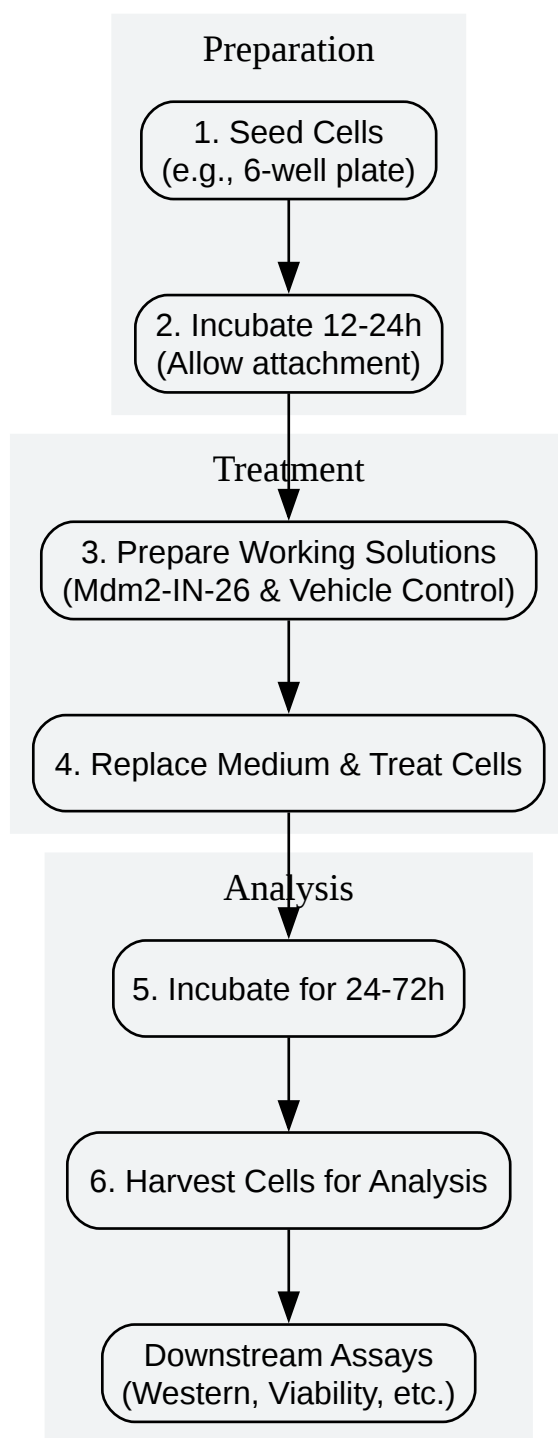 Preparation
1. Seed Cells
(e.g., 6-well plate)
2. Incubate 12-24h
(Allow attachment)
Treatment
3. Prepare Working Solutions
(Mdm2-IN-26 & Vehicle Control)
4. Replace Medium & Treat Cells
Analysis
5. Incubate for 24-72h
6. Harvest Cells for Analysis
Downstream Assays
(Western, Viability, etc.)